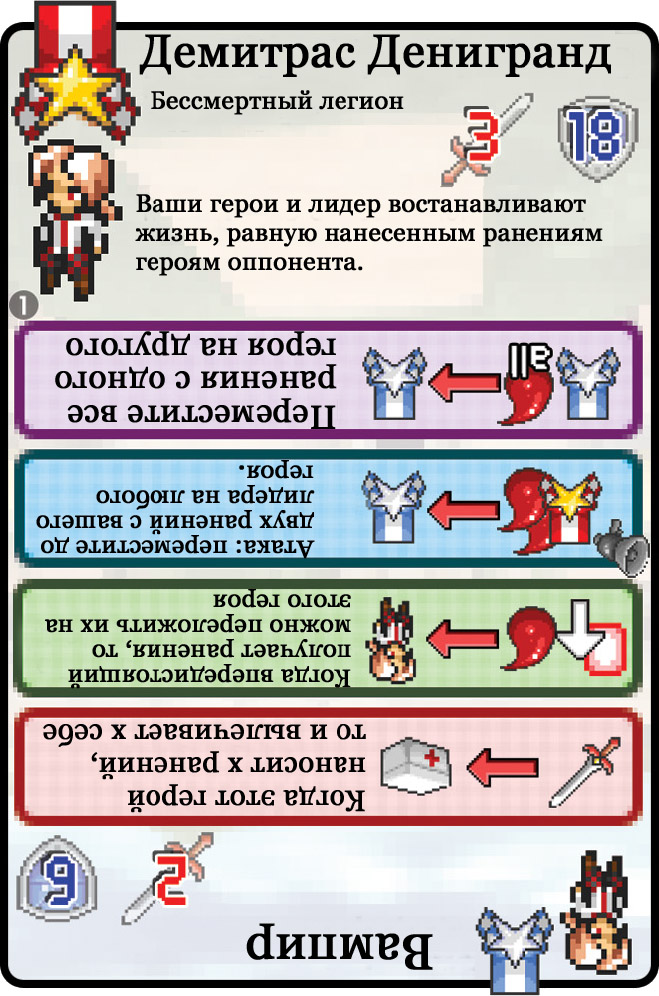 Демитрас Денигранд
Бессмертный легион
3
18
Ваши герои и лидер востанавливают
жизнь, равную нанесенным ранениям
героям оппонента.
1
Вампир
2
6
Когда этот герой
наносит х ранений,
то и вылечивает х себе
Когда впередистоящий
получает ранения, то
можно переложить их на
этого героя
Атака: переместите до
двух ранений с вашего
лидера на любого
героя.
all
Переместите все
ранения с одного
героя на другого